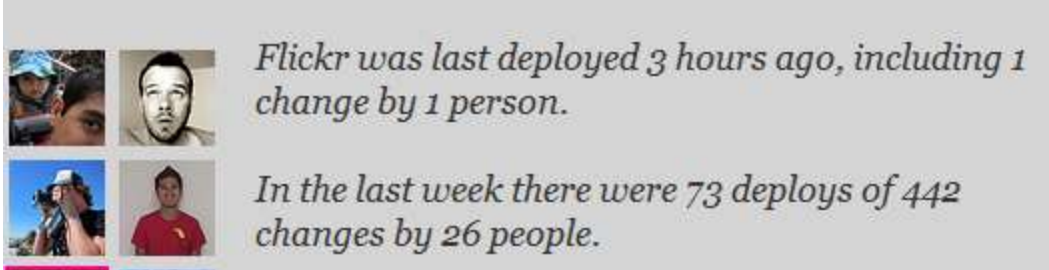 Flickr was last deployed 3 hours ago, including 1
change by 1 person.
In the last week there were 73 deploys of 442
changes by 26 people.